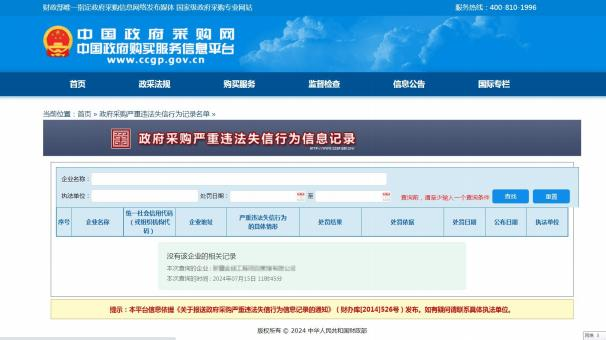 财政部唯一指定政府采购信息网络发布媒体 国家级政府采购专业网站
服务热线：400-810-1996
中国政府采购网
中国政府购买服务信息平台
www.ccgp.gov.cn
首页 政采法规 购买服务 监督检查 信息公告 国际专栏
当前位置：首页 » 政府采购严重违法失信行为记录名单 »
政府采购严重违法失信行为信息记录
企业名称：
执法单位： 处罚日期： 至 查询前，请至少输入一个查询条件 查找 重置
序号 企业名称 统一社会信用代码（或组织机构代码） 企业地址 严重违法失信行为的具体情形 处罚结果 处罚依据 处罚日期 公布日期 执法单位
没有该企业的相关记录
本次查询的企业：
本次查询的时间：2024年07月15日 11时45分
提示：本平台信息依据《关于报送政府采购严重违法失信行为信息记录的通知》（财办库[2014]526号）发布。如有疑问请联系具体执法单位。
版权所有 © 2024 中华人民共和国财政部